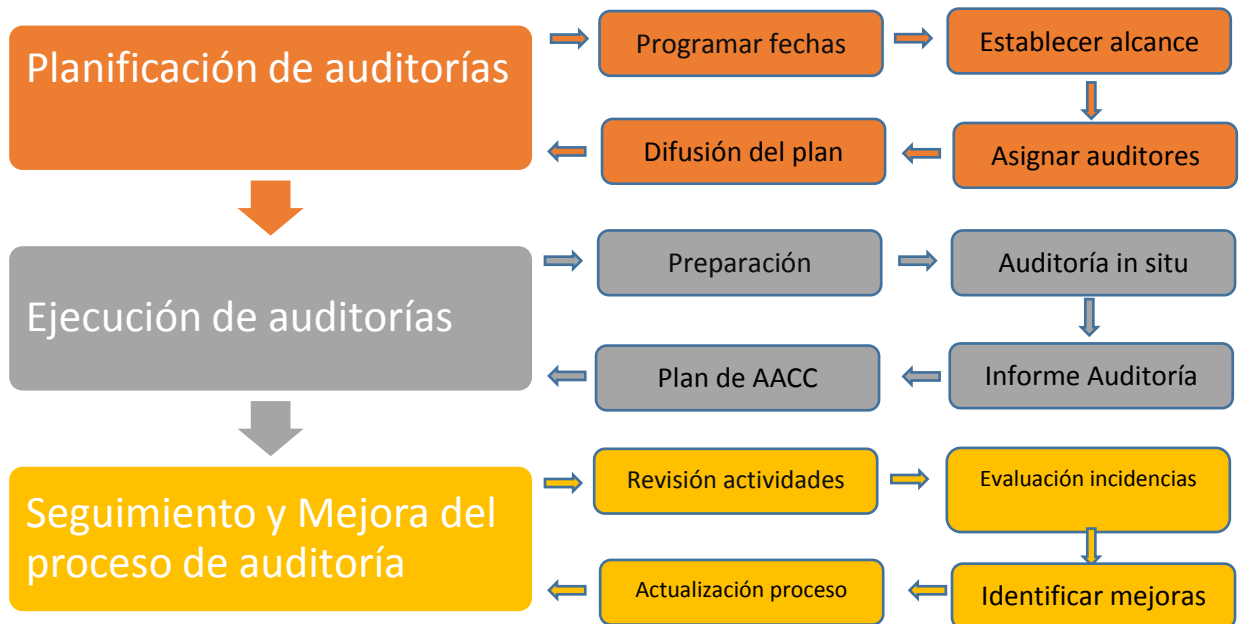 Planificación de auditorías
Programar fechas
Establecer alcance
Asignar auditores
Difusión del plan
Ejecución de auditorías
Preparación
Auditoría in situ
Informe Auditoría
Plan de AACC
Seguimiento y Mejora del
proceso de auditoría
Revisión actividades
Evaluación incidencias
Identificar mejoras
Actualización proceso